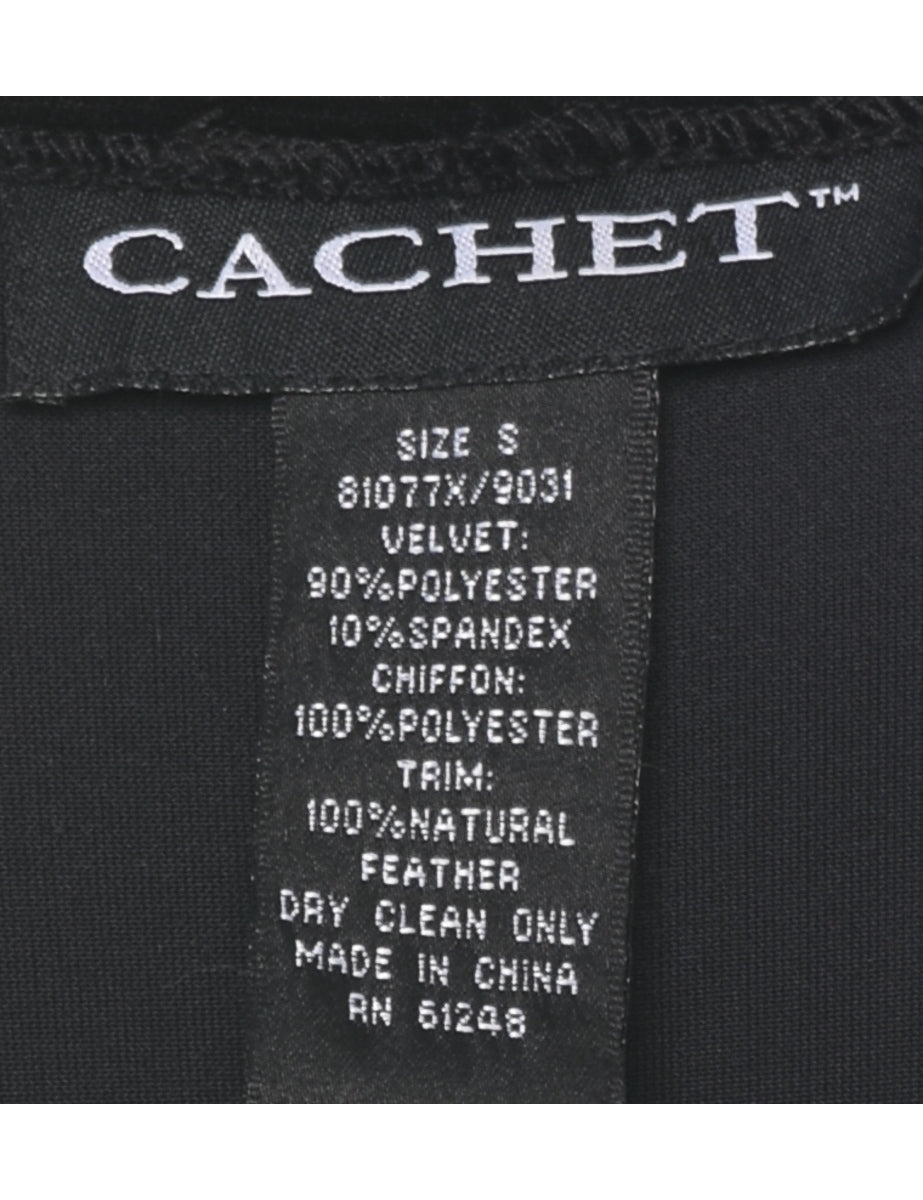 CACHET™
SIZE S
81077X/9031
VELVET:
90%POLYESTER
10%SPANDEX
CHIFFON:
100%POLYESTER
TRIM:
100%NATURAL
FEATHER
DRY CLEAN ONLY
MADE IN CHINA
RN 61248